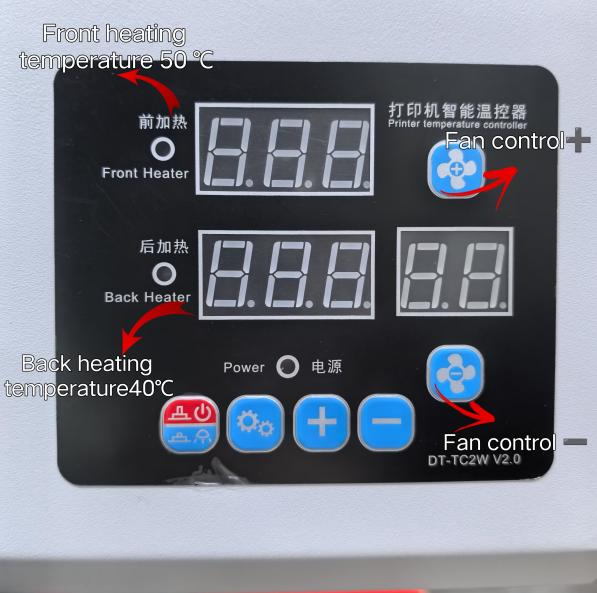 Front heating
temperature 50 ℃
前加热
Front Heater
打印机智能温控器
Printer temperature controller
Fan control +
后加热
Back Heater
Back heating
temperature40℃
Power 电源
Fan control −
DT-TC2W V2.0